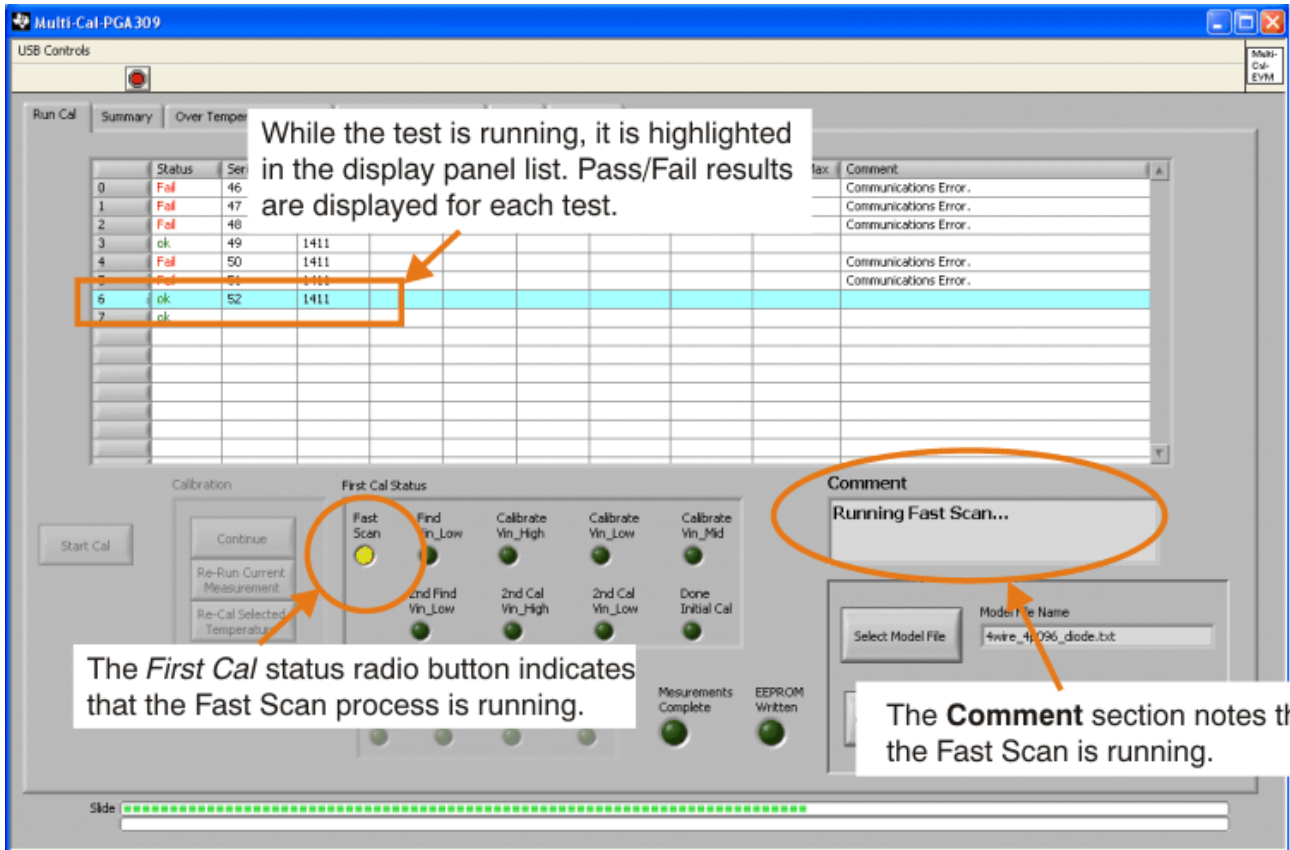 Multi-Cal-PGA309
USB Controls
Multi-
Cal-
EVM
Run Cal
Summary
Over
While the test is running, it is highlighted
in the display panel list. Pass/Fail results
are displayed for each test.
Status
Max
Comment
0 Fail 46 Communications Error.
1 Fail 47 Communications Error.
2 Fail 48 Communications Error.
3 ok 49 1411
4 Fail 50 1411 Communications Error.
5 Fail 51 1411 Communications Error.
6 ok 52 1411
7 ok
Calibration
First Cal Status
Comment
Running Fast Scan...
Start Cal
Continue
Re-Run Current
Measurement
Re-Cal Selected
Temperature
Fast
Scan
Find
Vin_Low
Calibrate
Vin_High
Calibrate
Vin_Low
Calibrate
Vin_Mid
2nd Find
Vin_Low
2nd Cal
Vin_High
2nd Cal
Vin_Low
Done
Initial Cal
Select Model File
Model File Name
4wire_4p096_diode.txt
The First Cal status radio button indicates
that the Fast Scan process is running.
Mesurements
Complete
EEPROM
Written
The Comment section notes th
the Fast Scan is running.
Slide